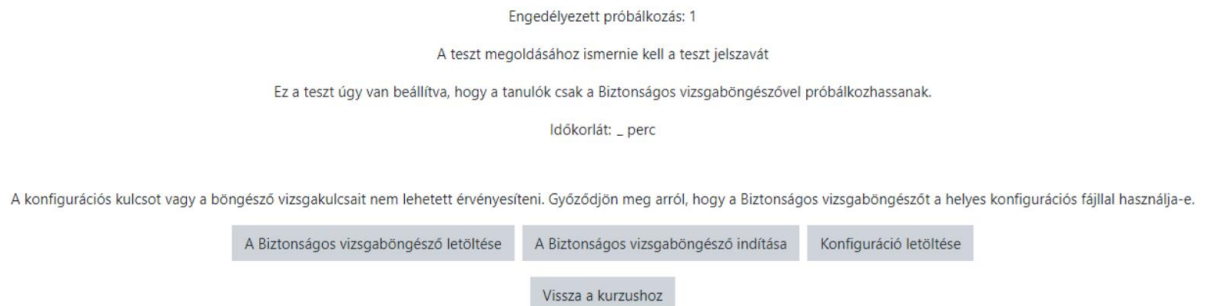 Engedélyezett próbálkozás: 1
A teszt megoldásához ismernie kell a teszt jelszavát
Ez a teszt úgy van beállítva, hogy a tanulók csak a Biztonságos vizsgaböngészővel próbálkozhassanak.
Időkorlát: _ perc
A konfigurációs kulcsot vagy a böngésző vizsgakulcsait nem lehetett érvényesíteni. Győződjön meg arról, hogy a Biztonságos vizsgaböngészőt a helyes konfigurációs fájllal használja-e.
A Biztonságos vizsgaböngésző letöltése A Biztonságos vizsgaböngésző indítása Konfiguráció letöltése
Vissza a kurzushoz